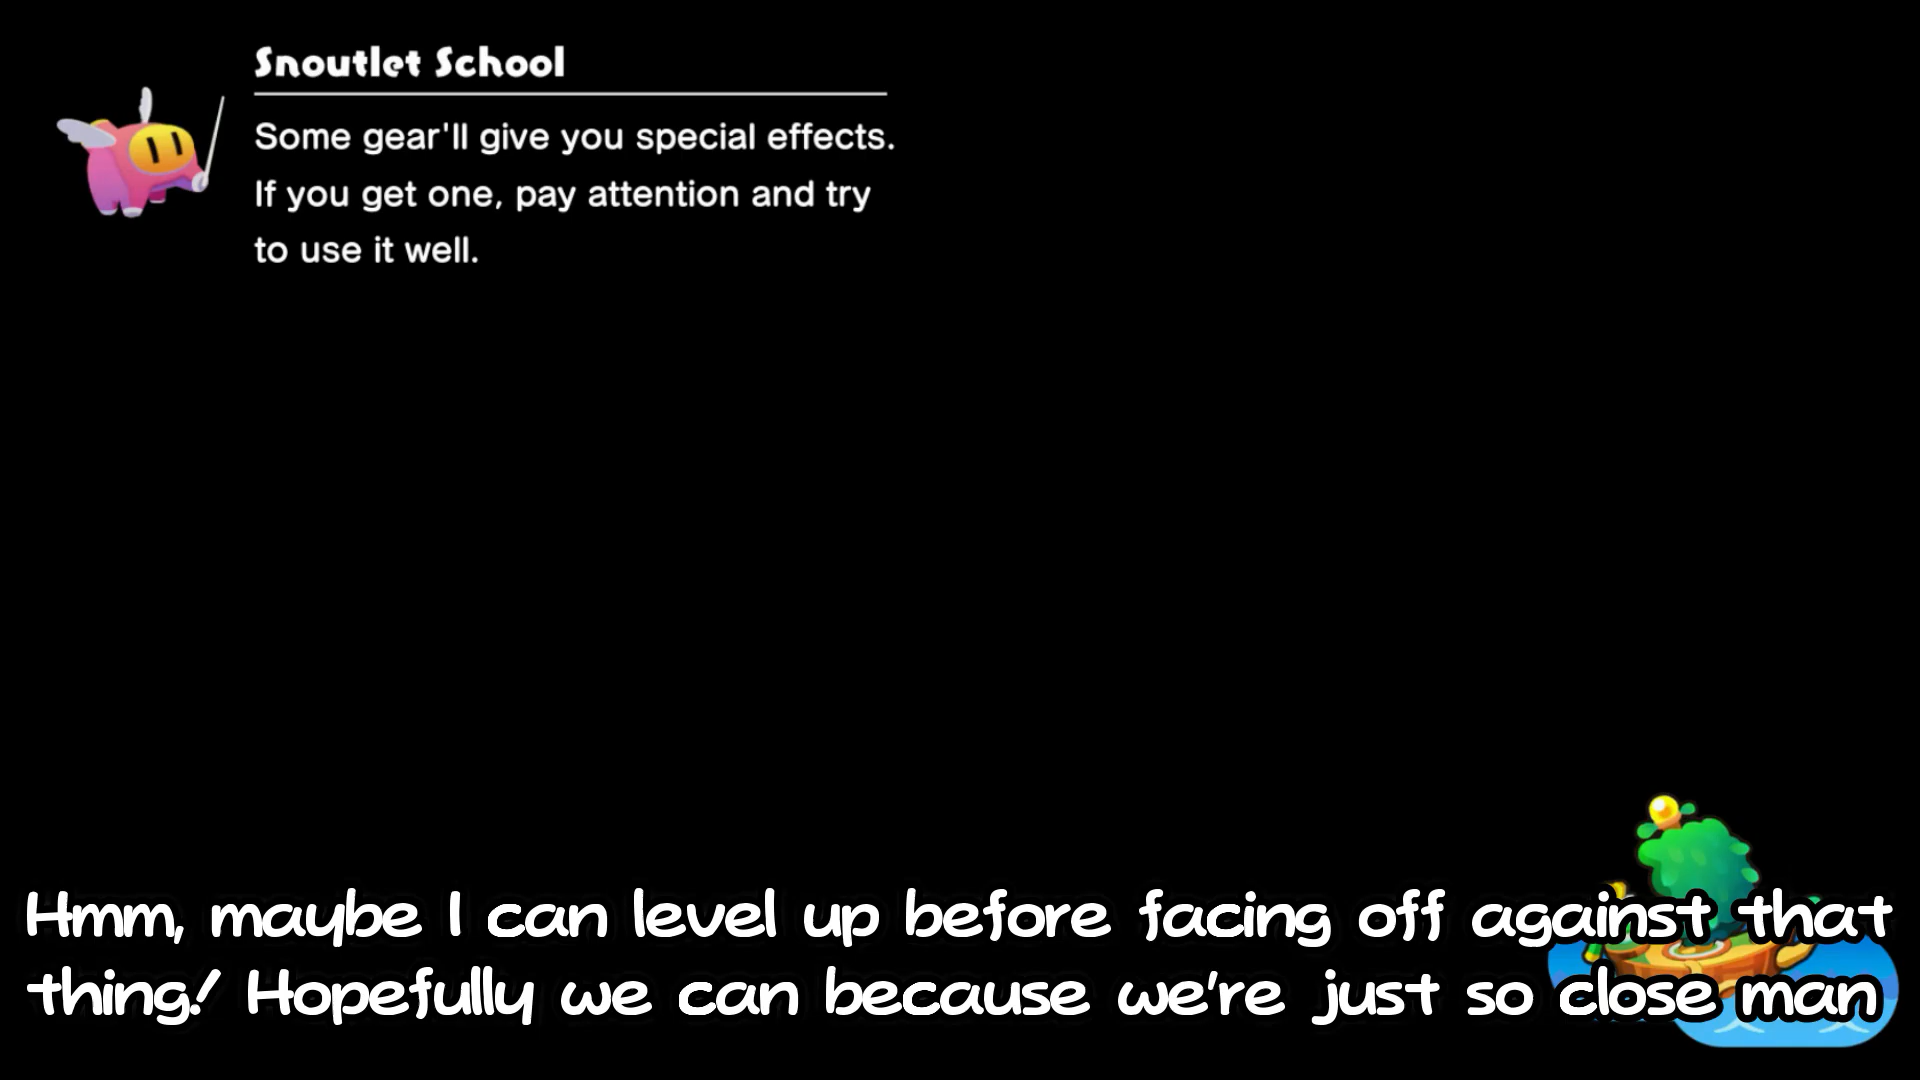 Snoutlet School
Some gear'll give you special effects.
If you get one, pay attention and try
to use it well.
Hmm, maybe I can level up before facing off against that
thing! Hopefully we can because we're just so close man